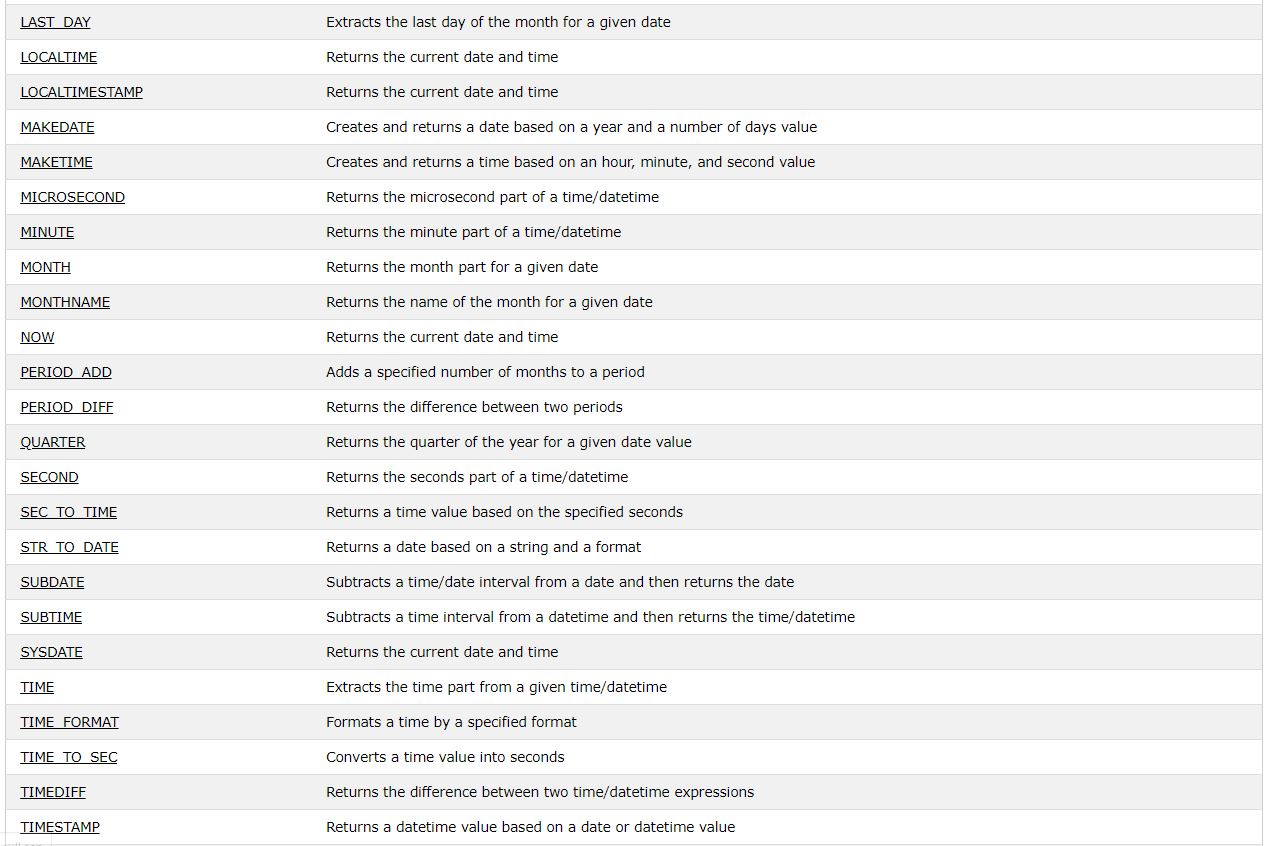 LAST_DAY Extracts the last day of the month for a given date
LOCALTIME Returns the current date and time
LOCALTIMESTAMP Returns the current date and time
MAKEDATE Creates and returns a date based on a year and a number of days value
MAKETIME Creates and returns a time based on an hour, minute, and second value
MICROSECOND Returns the microsecond part of a time/datetime
MINUTE Returns the minute part of a time/datetime
MONTH Returns the month part for a given date
MONTHNAME Returns the name of the month for a given date
NOW Returns the current date and time
PERIOD_ADD Adds a specified number of months to a period
PERIOD_DIFF Returns the difference between two periods
QUARTER Returns the quarter of the year for a given date value
SECOND Returns the seconds part of a time/datetime
SEC_TO_TIME Returns a time value based on the specified seconds
STR_TO_DATE Returns a date based on a string and a format
SUBDATE Subtracts a time/date interval from a date and then returns the date
SUBTIME Subtracts a time interval from a datetime and then returns the time/datetime
SYSDATE Returns the current date and time
TIME Extracts the time part from a given time/datetime
TIME_FORMAT Formats a time by a specified format
TIME_TO_SEC Converts a time value into seconds
TIMEDIFF Returns the difference between two time/datetime expressions
TIMESTAMP Returns a datetime value based on a date or datetime value